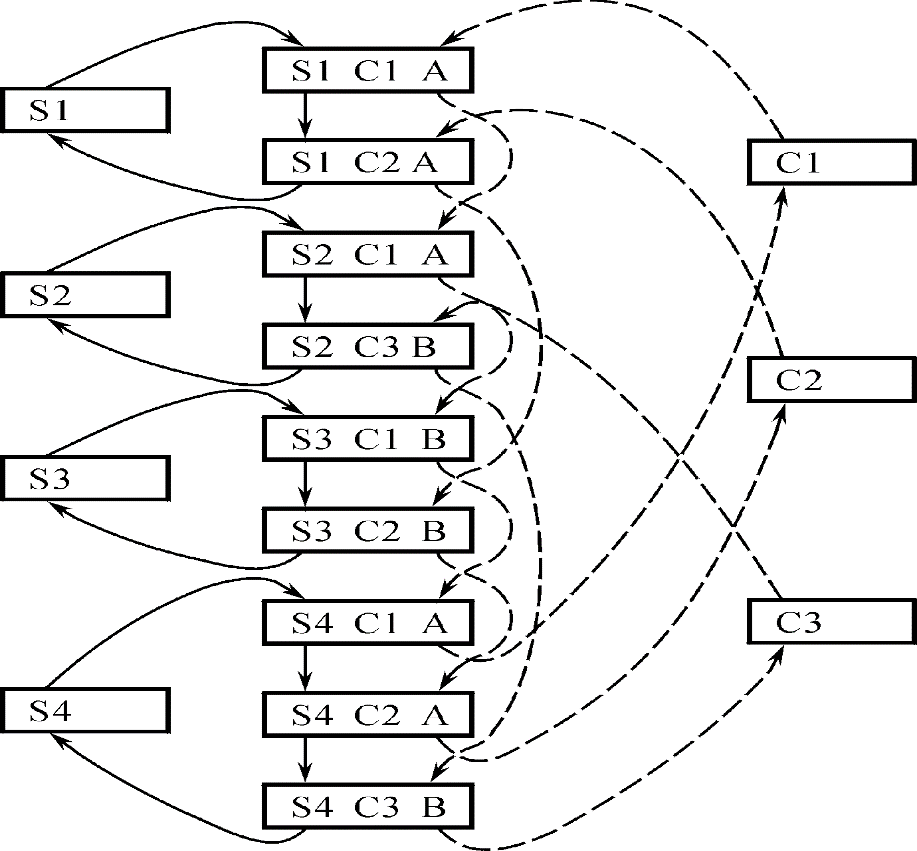 S1 C1 A
S1
S1 C2 A
C1
S2 C1 A
S2
S2 C3 B
C2
S3 C1 B
S3
S3 C2 B
S4 C1 A
C3
S4
S4 C2 A
S4 C3 B